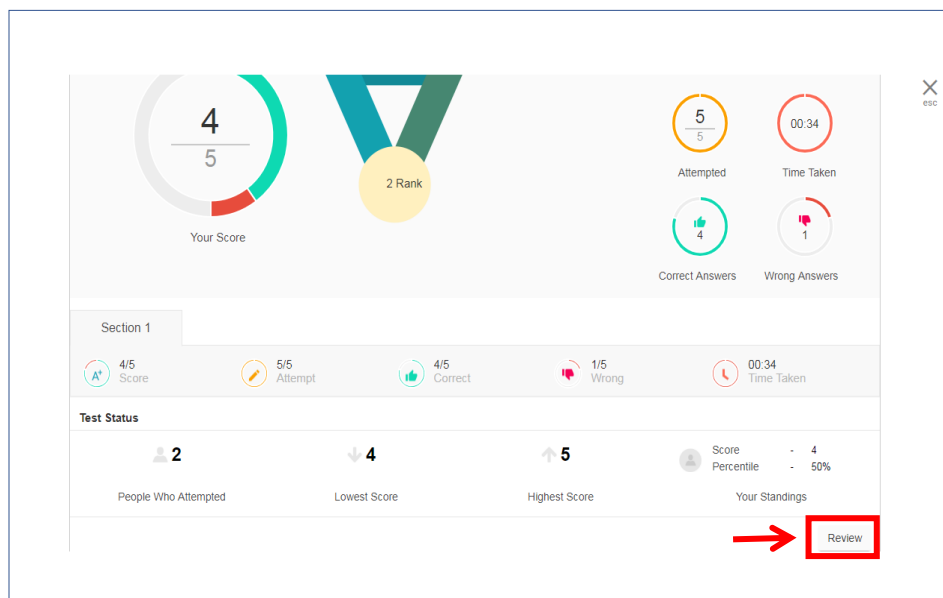 esc
4
5
Your Score
2 Rank
5
5
Attempted
00:34
Time Taken
4
Correct Answers
1
Wrong Answers
Section 1
A+
4/5
Score
5/5
Attempt
4/5
Correct
1/5
Wrong
00:34
Time Taken
Test Status
2
People Who Attempted
4
Lowest Score
5
Highest Score
Score - 4
Percentile - 50%
Your Standings
Review